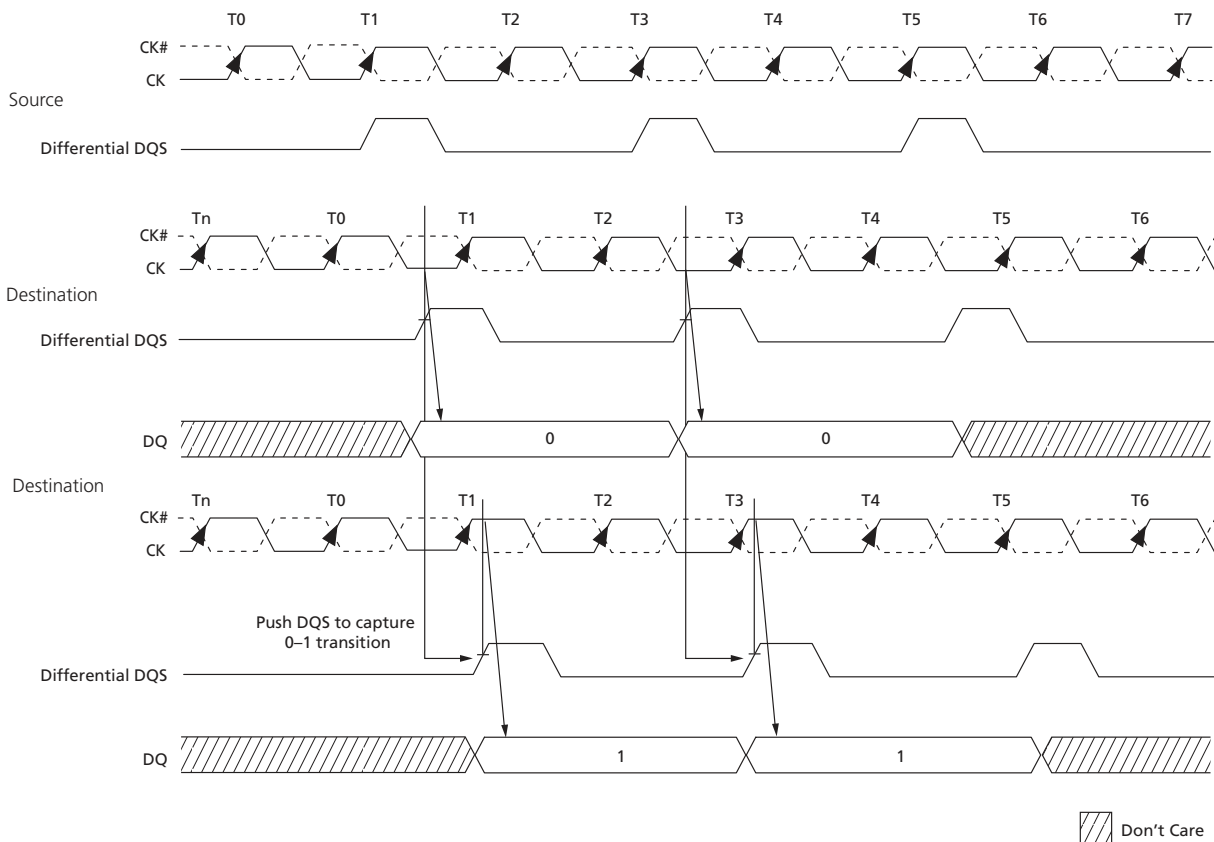 T0 T1 T2 T3 T4 T5 T6 T7
CK#
CK
Source
Differential DQS
Tn T0 T1 T2 T3 T4 T5 T6
CK#
CK
Destination
Differential DQS
DQ 0 0
Destination
Tn T0 T1 T2 T3 T4 T5 T6
CK#
CK
Push DQS to capture
0–1 transition
Differential DQS
DQ 1 1
Don't Care